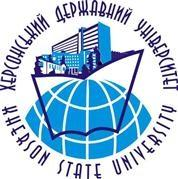 ХЕРСОНСЬКИЙ ДЕРЖАВНИЙ УНІВЕРСИТЕТ
KHERSON STATE UNIVERSITY